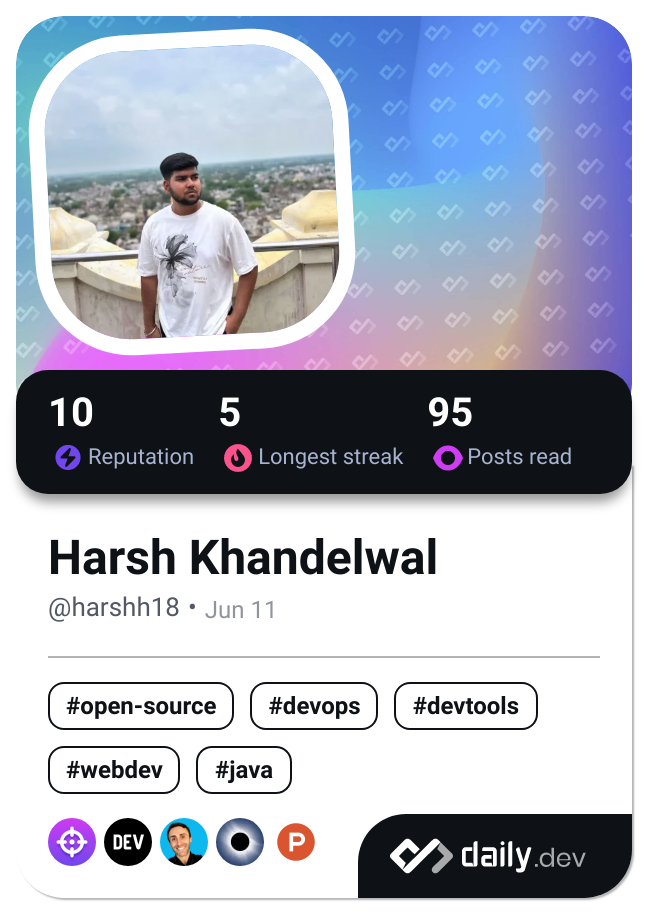 10 5 95
Reputation Longest streak Posts read
Harsh Khandelwal
@harshh18 • Jun 11
#open-source #devops #devtools
#webdev #java
DEV P
daily.dev